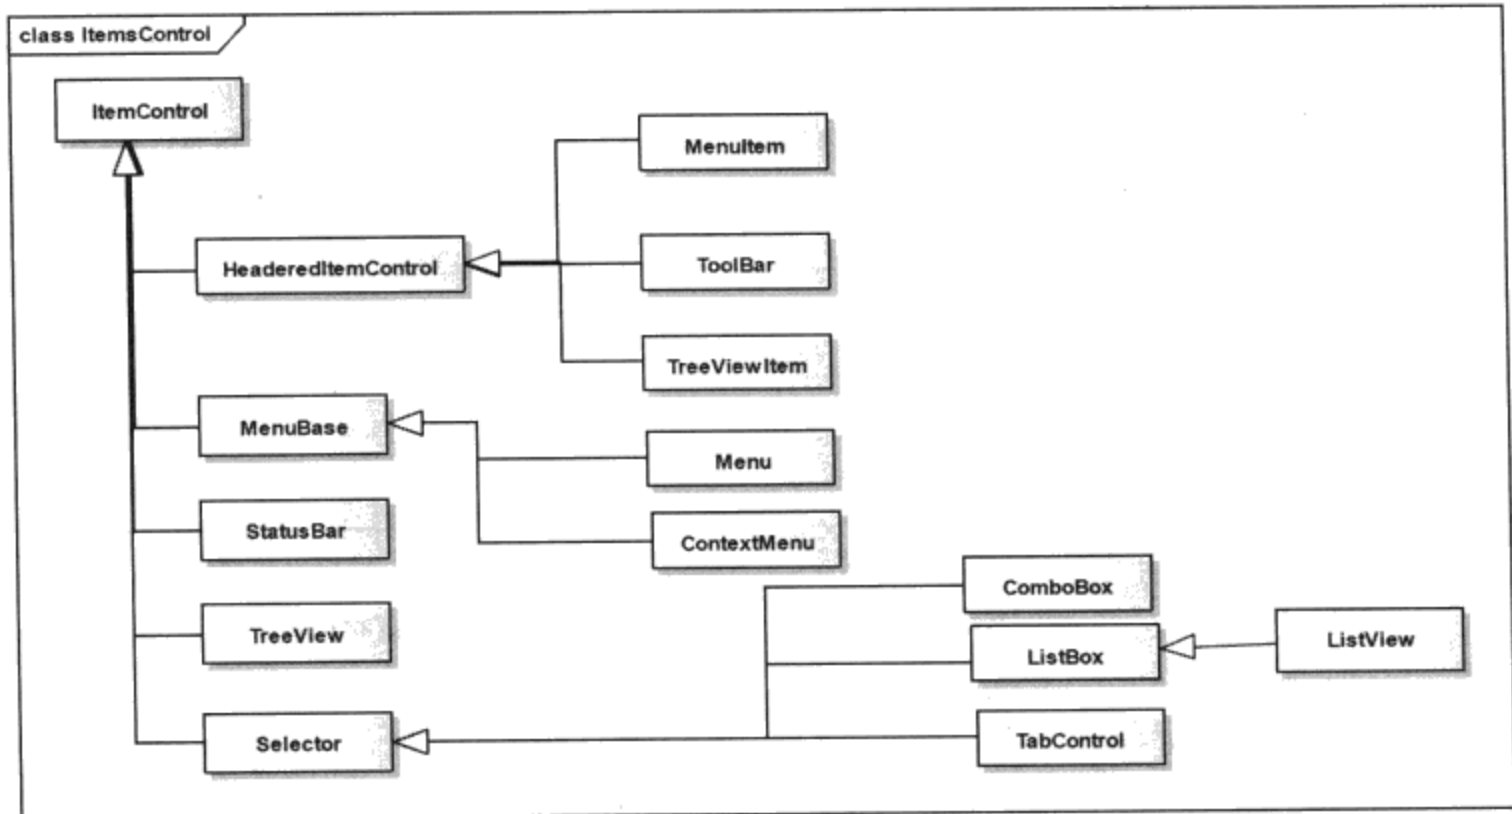 class ItemsControl
ItemControl
MenuItem
HeaderedItemControl
ToolBar
TreeViewItem
MenuBase
Menu
StatusBar
ContextMenu
ComboBox
TreeView
ListBox
ListView
Selector
TabControl